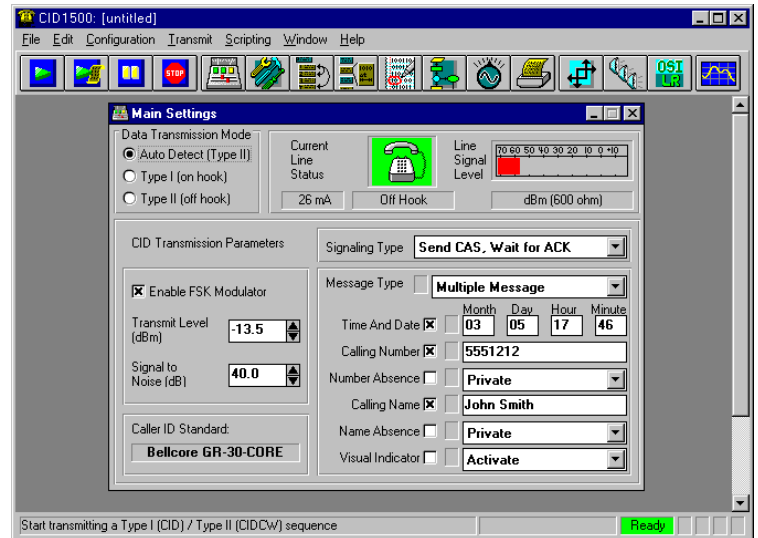 CID1500: [untitled]
File Edit Configuration Transmit Scripting Window Help
STOP
OSI
LR
Main Settings
Data Transmission Mode
Auto Detect (Type II)
Type I (on hook)
Type II (off hook)
Current
Line
Status
Line
Signal
Level
70 60 50 40 30 20 10 0 +10
26 mA
Off Hook
dBm (600 ohm)
CID Transmission Parameters
Signaling Type Send CAS, Wait for ACK
Enable FSK Modulator
Transmit Level
(dBm)
-13.5
Signal to
Noise (dB)
40.0
Caller ID Standard:
Bellcore GR-30-CORE
Message Type Multiple Message
Month Day Hour Minute
Time And Date 03 05 17 46
Calling Number 5551212
Number Absence Private
Calling Name John Smith
Name Absence Private
Visual Indicator Activate
Start transmitting a Type I (CID) / Type II (CIDCW) sequence
Ready